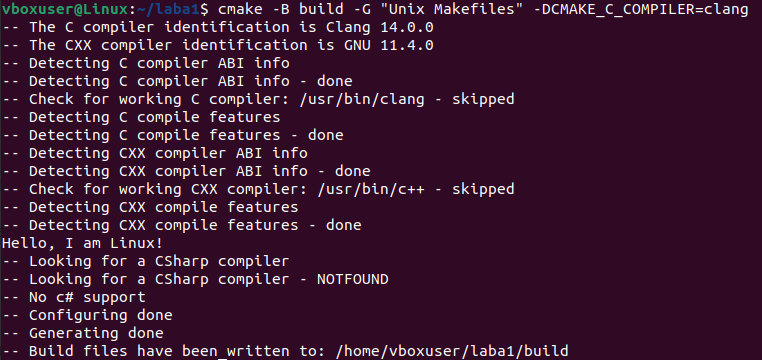 vboxuser@Linux:~/laba1$ cmake -B build -G "Unix Makefiles" -DCMAKE_C_COMPILER=clang
-- The C compiler identification is Clang 14.0.0
-- The CXX compiler identification is GNU 11.4.0
-- Detecting C compiler ABI info
-- Detecting C compiler ABI info - done
-- Check for working C compiler: /usr/bin/clang - skipped
-- Detecting C compile features
-- Detecting C compile features - done
-- Detecting CXX compiler ABI info
-- Detecting CXX compiler ABI info - done
-- Check for working CXX compiler: /usr/bin/c++ - skipped
-- Detecting CXX compile features
-- Detecting CXX compile features - done
Hello, I am Linux!
-- Looking for a CSharp compiler
-- Looking for a CSharp compiler - NOTFOUND
-- No c# support
-- Configuring done
-- Generating done
-- Build files have been written to: /home/vboxuser/laba1/build